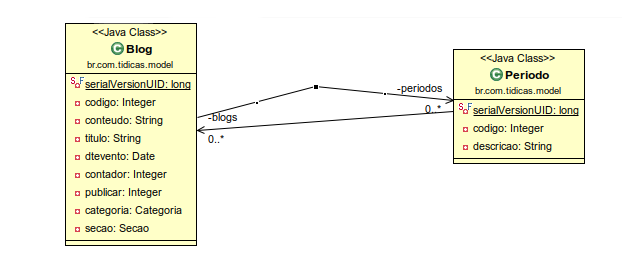 <<Java Class>>
C Blog
br.com.tidicas.model
S F serialVersionUID: long
codigo: Integer
conteudo: String
titulo: String
dtevento: Date
contador: Integer
publicar: Integer
categoria: Categoria
secao: Secao
-periodos
0..*
-blogs
0..*
<<Java Class>>
C Periodo
br.com.tidicas.model
S F serialVersionUID: long
codigo: Integer
descricao: String